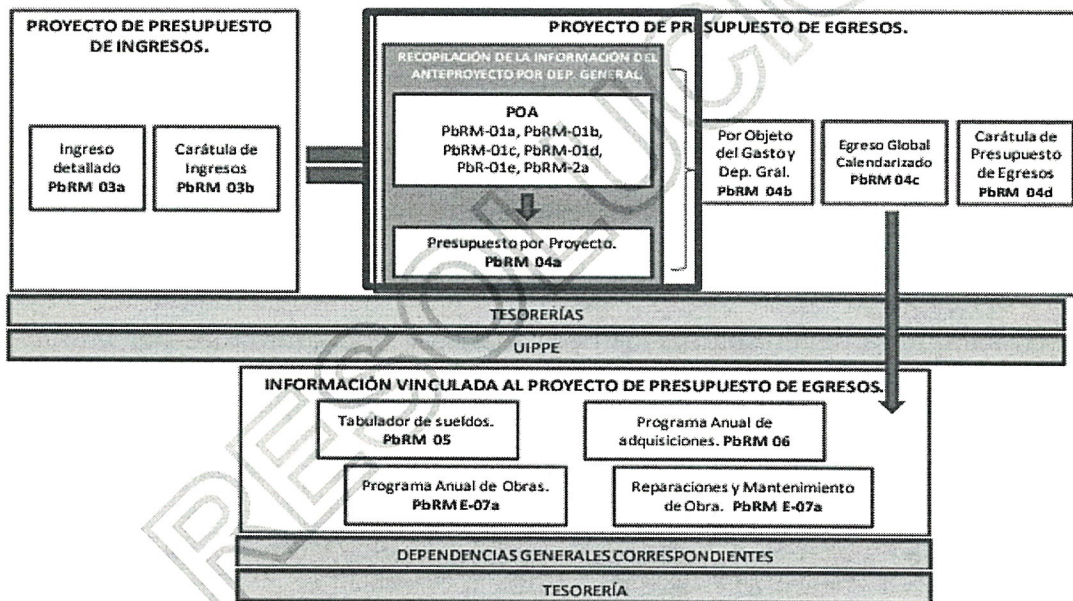 PROYECTO DE PRESUPUESTO
DE INGRESOS.
Ingreso
detallado
PbRM 03a
Carátula de
Ingresos
PbRM 03b
PROYECTO DE PRESUPUESTO DE EGRESOS.
RECOPILACIÓN DE LA INFORMACIÓN DEL
ANTEPROYECTO POR DEP. GENERAL.
POA
PbRM-01a, PbRM-01b,
PbRM-01c, PbRM-01d,
PbR-01e, PbRM-2a
Presupuesto por Proyecto.
PbRM 04a
Por Objeto
del Gasto y
Dep. Gral.
PbRM 04b
Egreso Global
Calendarizado
PbRM 04c
Carátula de
Presupuesto
de Egresos
PbRM 04d
TESORERÍAS
UIPPE
INFORMACIÓN VINCULADA AL PROYECTO DE PRESUPUESTO DE EGRESOS.
Tabulador de sueldos.
PbRM 05
Programa Anual de
adquisiciones. PbRM 06
Programa Anual de Obras.
PbRM E-07a
Reparaciones y Mantenimiento
de Obra. PbRM E-07a
DEPENDENCIAS GENERALES CORRESPONDIENTES
TESORERÍA
RESOLUCI